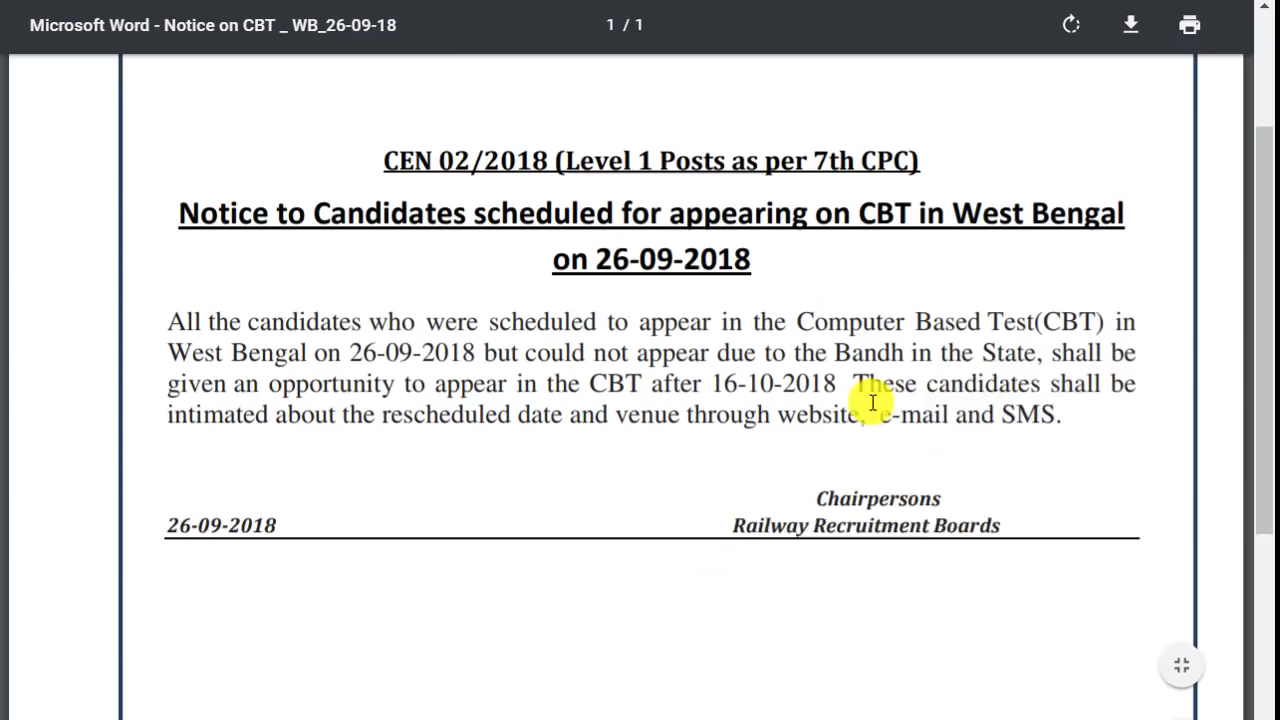 Microsoft Word - Notice on CBT _ WB_26-09-18
1 / 1
CEN 02/2018 (Level 1 Posts as per 7th CPC)
Notice to Candidates scheduled for appearing on CBT in West Bengal
on 26-09-2018
All the candidates who were scheduled to appear in the Computer Based Test(CBT) in
West Bengal on 26-09-2018 but could not appear due to the Bandh in the State, shall be
given an opportunity to appear in the CBT after 16-10-2018 These candidates shall be
intimated about the rescheduled date and venue through website, e-mail and SMS.
Chairpersons
26-09-2018 Railway Recruitment Boards